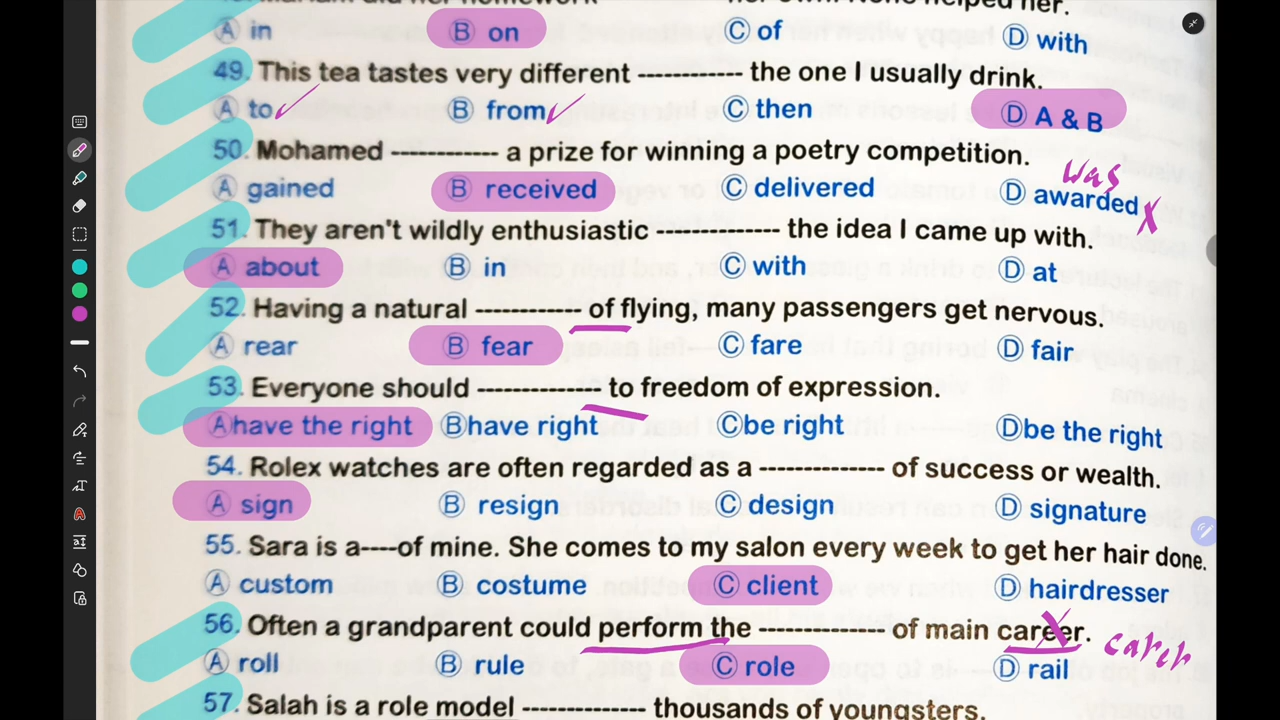 her own. None helped her.
A in B on C of D with
49. This tea tastes very different ------------ the one I usually drink.
A to✓ B from✓ C then D A & B
50. Mohamed ------------ a prize for winning a poetry competition.
was
A gained B received C delivered D awarded X
51. They aren't wildly enthusiastic -------------- the idea I came up with.
A about B in C with D at
52. Having a natural ------------ of flying, many passengers get nervous.
A rear B fear C fare D fair
53. Everyone should -------------- to freedom of expression.
A have the right B have right C be right D be the right
54. Rolex watches are often regarded as a -------------- of success or wealth.
A sign B resign C design D signature
55. Sara is a----of mine. She comes to my salon every week to get her hair done.
A custom B costume C client D hairdresser
56. Often a grandparent could perform the -------------- of main career.
A roll B rule C role D rail
57. Salah is a role model -------------- thousands of youngsters.